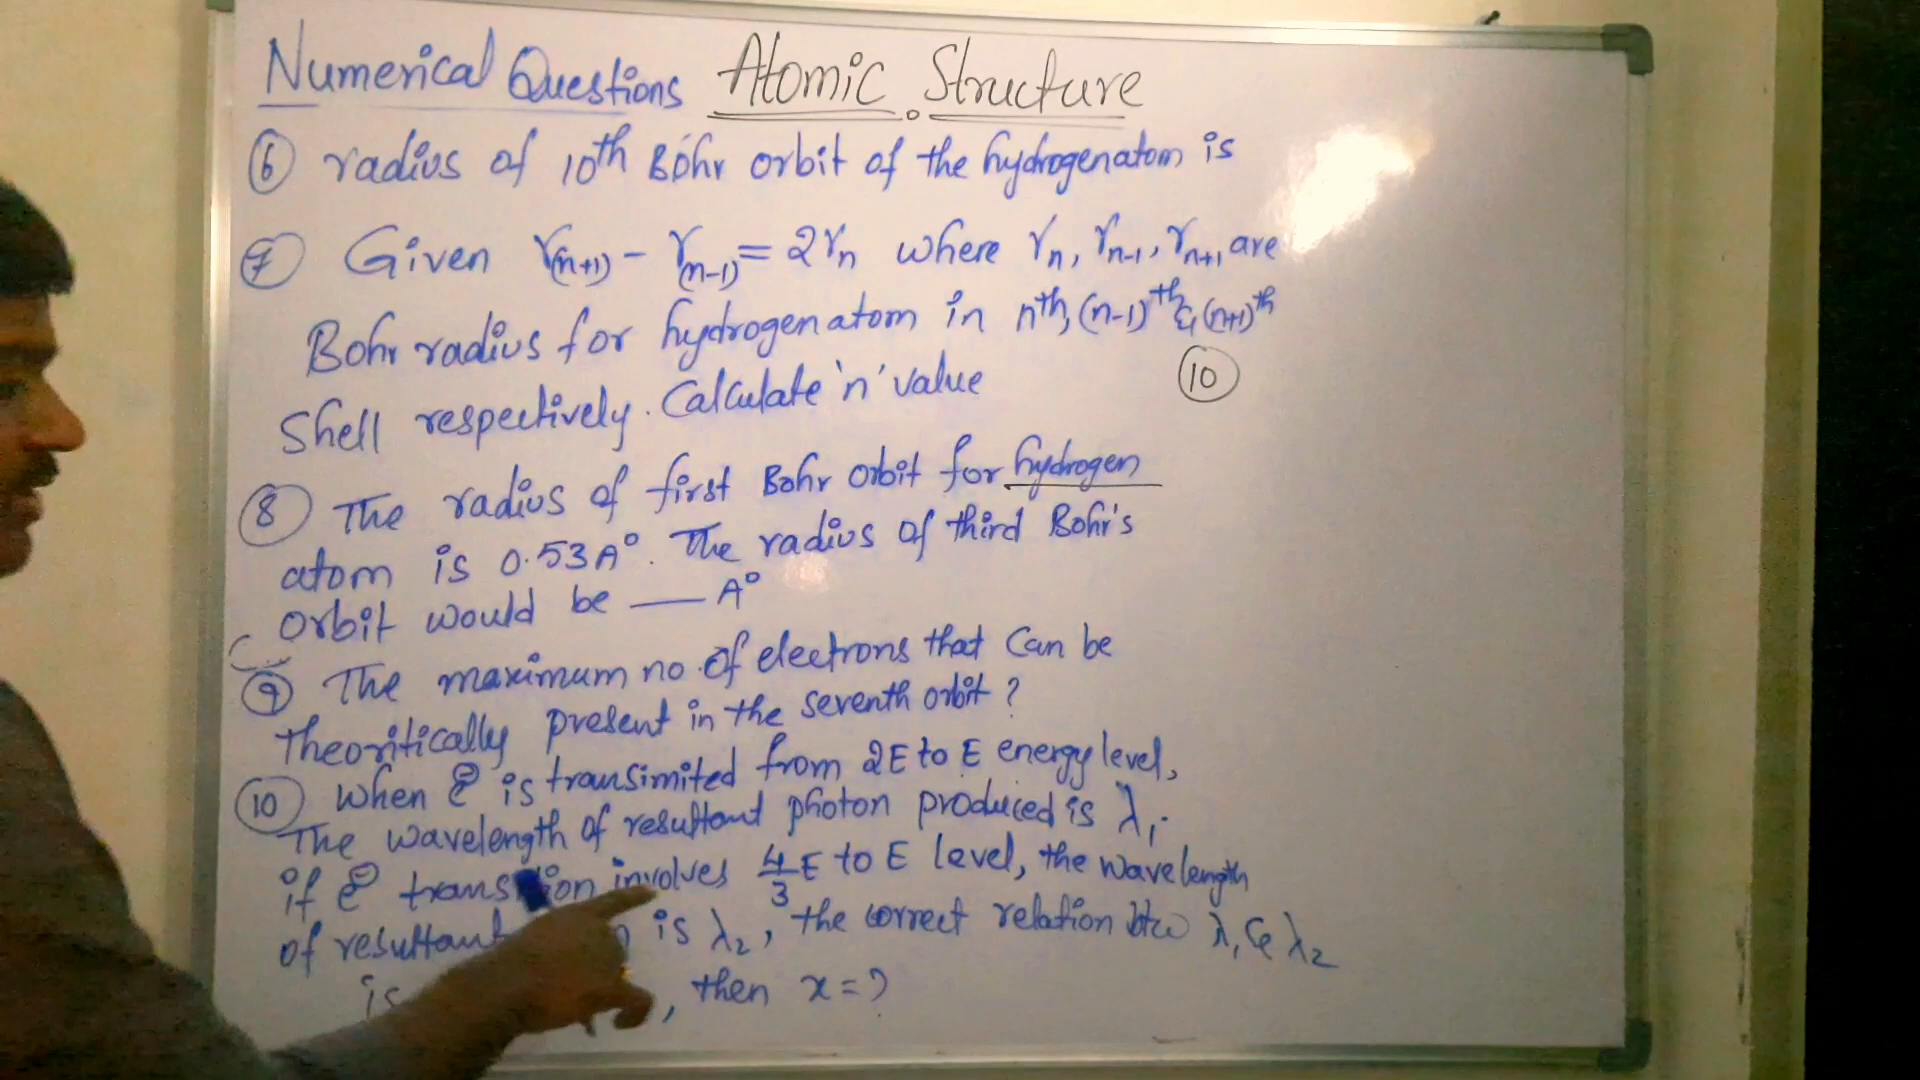 Numerical Questions Atomic Structure
⑥ radius of 10th Bohr orbit of the hydrogen atom is
⑦ Given r(n+1) - r(n-1) = 2rn where rn, rn-1, rn+1 are
Bohr radius for hydrogen atom in nth, (n-1)th & (n+1)th
Shell respectively. Calculate 'n' value
⑩
⑧ The radius of first Bohr orbit for hydrogen
atom is 0.53A°. The radius of third Bohr's
orbit would be — A°
⑨ The maximum no. of electrons that can be
theoritically present in the seventh orbit?
⑩ when e is transimited from 2E to E energy level,
The wavelength of resultant photon produced is λ1.
if e involves 4/3 E to E level, the wavelength
of resultant is λ2, the correct relation btw λ1 & λ2
is , then x = ?